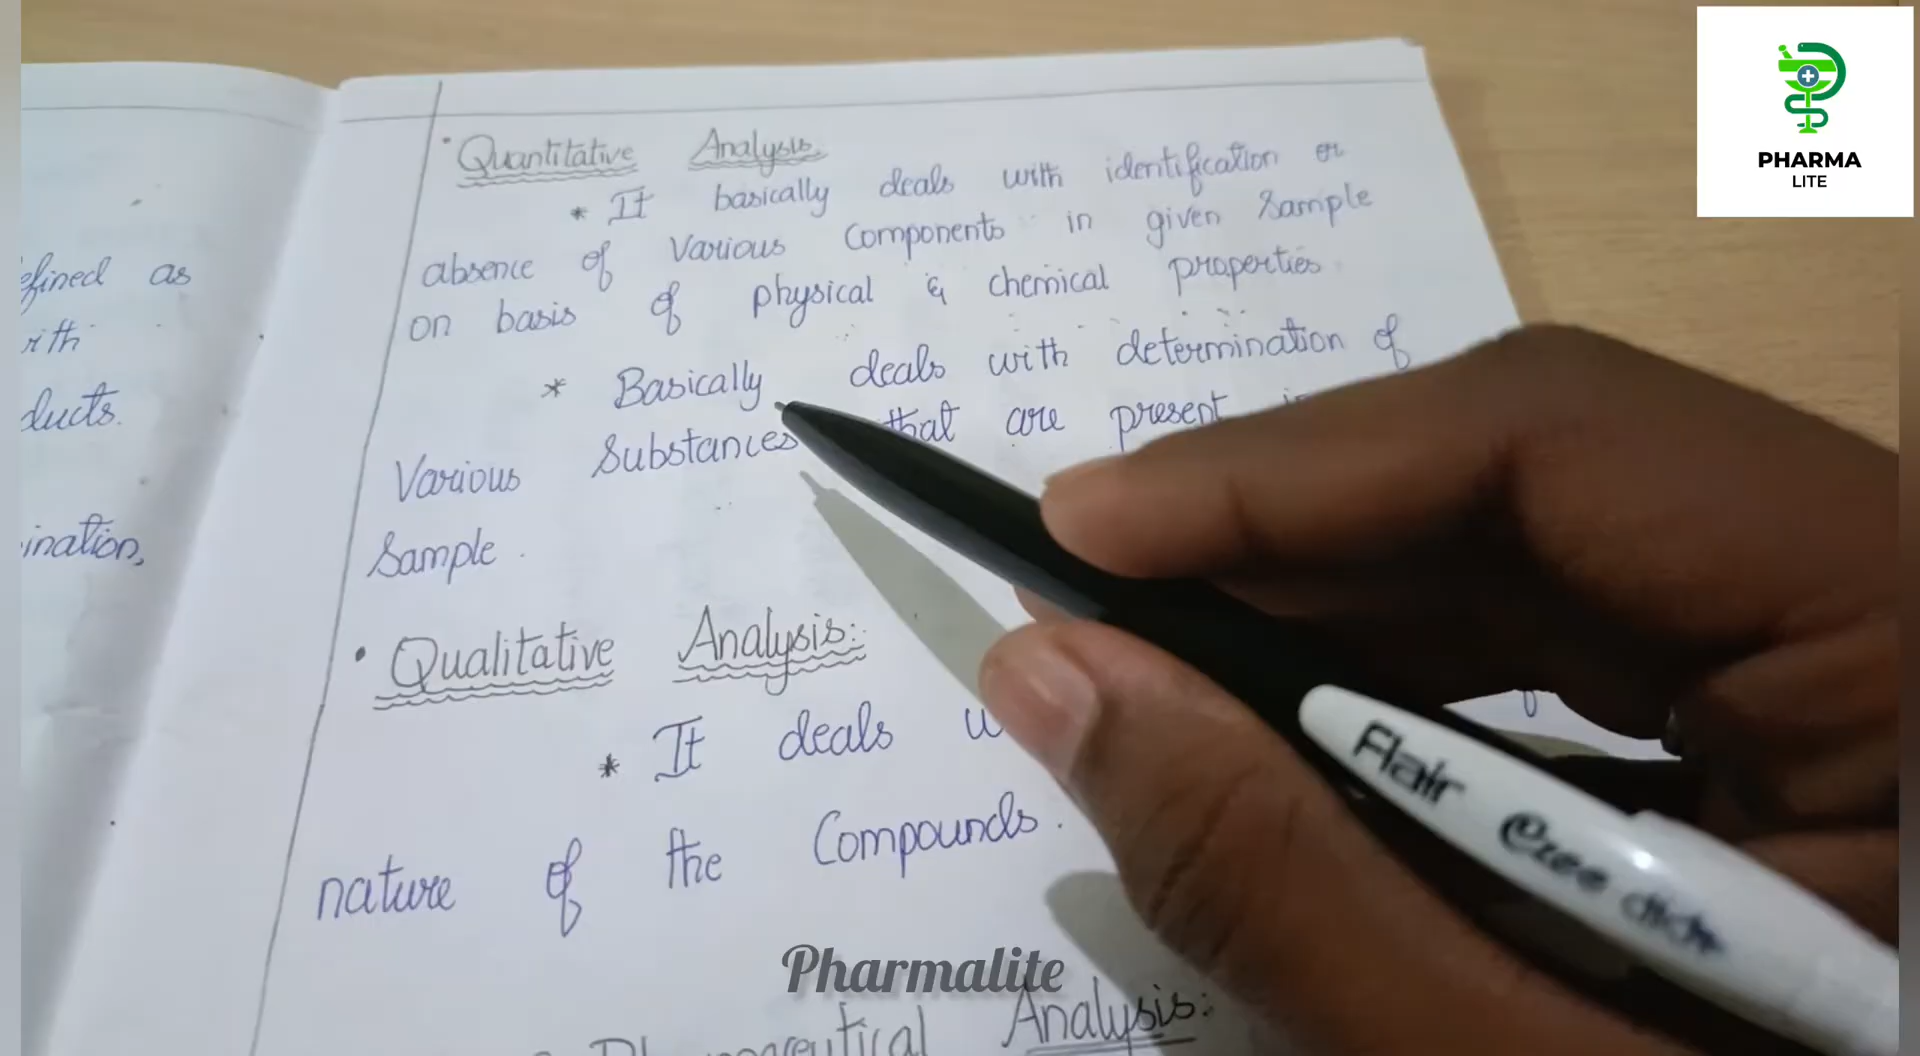 efined as
rith
ducts.
ination,
• Quantitative Analysis.
* It basically deals with identification or
absence of Various Components in given Sample
on basis of physical & chemical properties.
* Basically deals with determination of
Various Substances that are present
Sample.
• Qualitative Analysis:
* It deals
nature of the Compounds.
Analysis:
Pharmalite
PHARMA
LITE
Flair